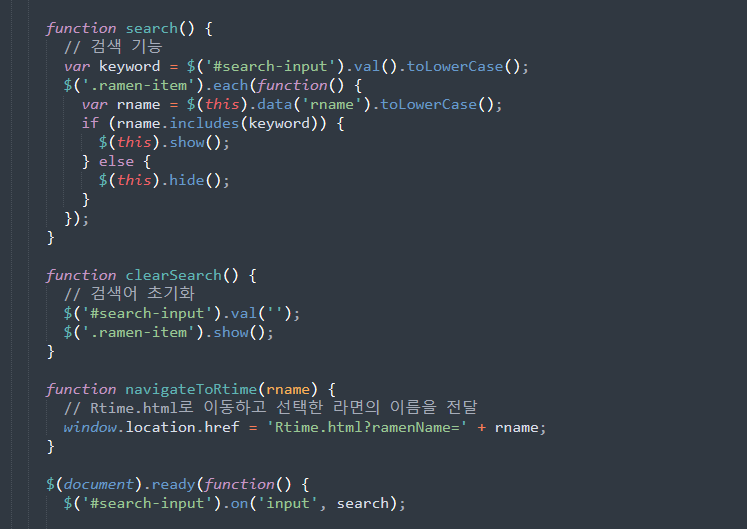 function search() {
// 검색 기능
var keyword = $('#search-input').val().toLowerCase();
$('.ramen-item').each(function() {
var rname = $(this).data('rname').toLowerCase();
if (rname.includes(keyword)) {
$(this).show();
} else {
$(this).hide();
}
});
}
function clearSearch() {
// 검색어 초기화
$('#search-input').val('');
$('.ramen-item').show();
}
function navigateToRtime(rname) {
// Rtime.html로 이동하고 선택한 라면의 이름을 전달
window.location.href = 'Rtime.html?ramenName=' + rname;
}
$(document).ready(function() {
$('#search-input').on('input', search);